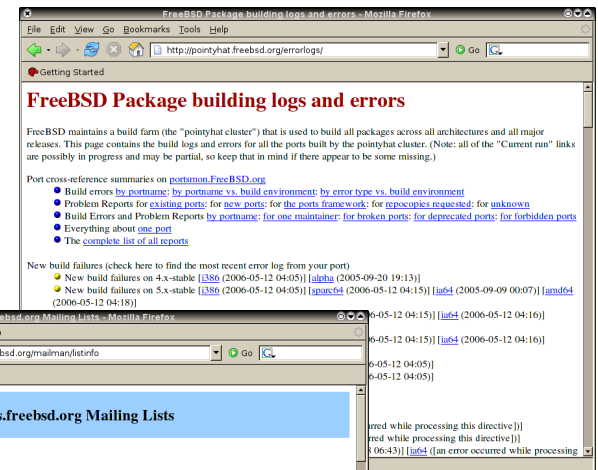 FreeBSD Package building logs and errors - Mozilla Firefox
File Edit View Go Bookmarks Tools Help
http://pointyhat.freebsd.org/errorlogs/ Go
Getting Started
FreeBSD Package building logs and errors
FreeBSD maintains a build farm (the "pointyhat cluster") that is used to build all packages across all architectures and all major
releases. This page contains the build logs and errors for all the ports built by the pointyhat cluster. (Note: all of the "Current run" links
are possibly in progress and may be partial, so keep that in mind if there appear to be some missing.)
Port cross-reference summaries on portsmon.FreeBSD.org
Build errors by portname; by portname vs. build environment; by error type vs. build environment
Problem Reports for existing ports; for new ports; for the ports framework; for repocopies requested; for unknown
Build Errors and Problem Reports by portname; for one maintainer; for broken ports; for deprecated ports; for forbidden ports
Everything about one port
The complete list of all reports
New build failures (check here to find the most recent error log from your port)
New build failures on 4.x-stable [i386 (2006-05-12 04:05)] [alpha (2005-09-20 19:13)]
New build failures on 5.x-stable [i386 (2006-05-12 04:05)] [sparc64 (2006-05-12 04:15)] [ia64 (2005-09-09 00:07)] [amd64
(2006-05-12 04:18)]
6-05-12 04:15)] [ia64 (2006-05-12 04:16)]
6-05-12 04:15)] [ia64 (2006-05-12 04:16)]
6-05-12 04:05)]
6-05-12 04:05)]
urred while processing this directive])]
rred while processing this directive])]
06:43)] [ia64 ([an error occurred while processing
ebsd.org Mailing Lists - Mozilla Firefox
bsd.org/mailman/listinfo Go
s.freebsd.org Mailing Lists